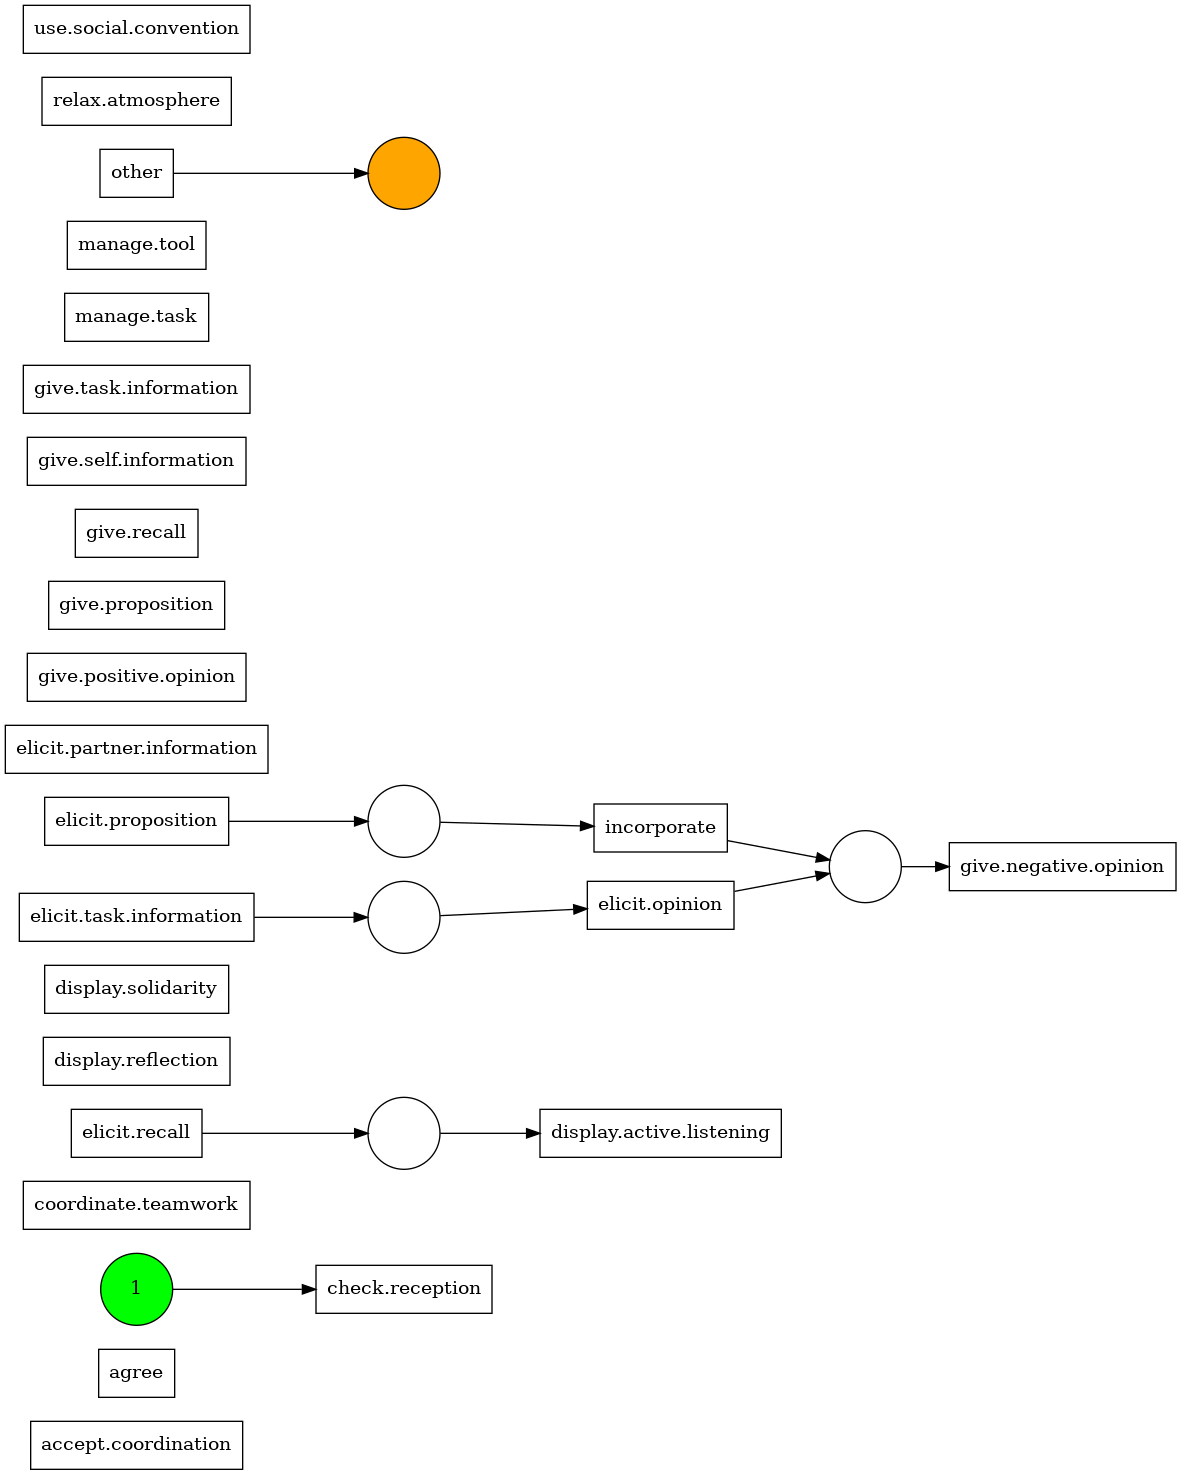 use.social.convention
relax.atmosphere
other
manage.tool
manage.task
give.task.information
give.self.information
give.recall
give.proposition
give.positive.opinion
elicit.partner.information
elicit.proposition
incorporate
give.negative.opinion
elicit.task.information
elicit.opinion
display.solidarity
display.reflection
elicit.recall
display.active.listening
coordinate.teamwork
1
check.reception
agree
accept.coordination